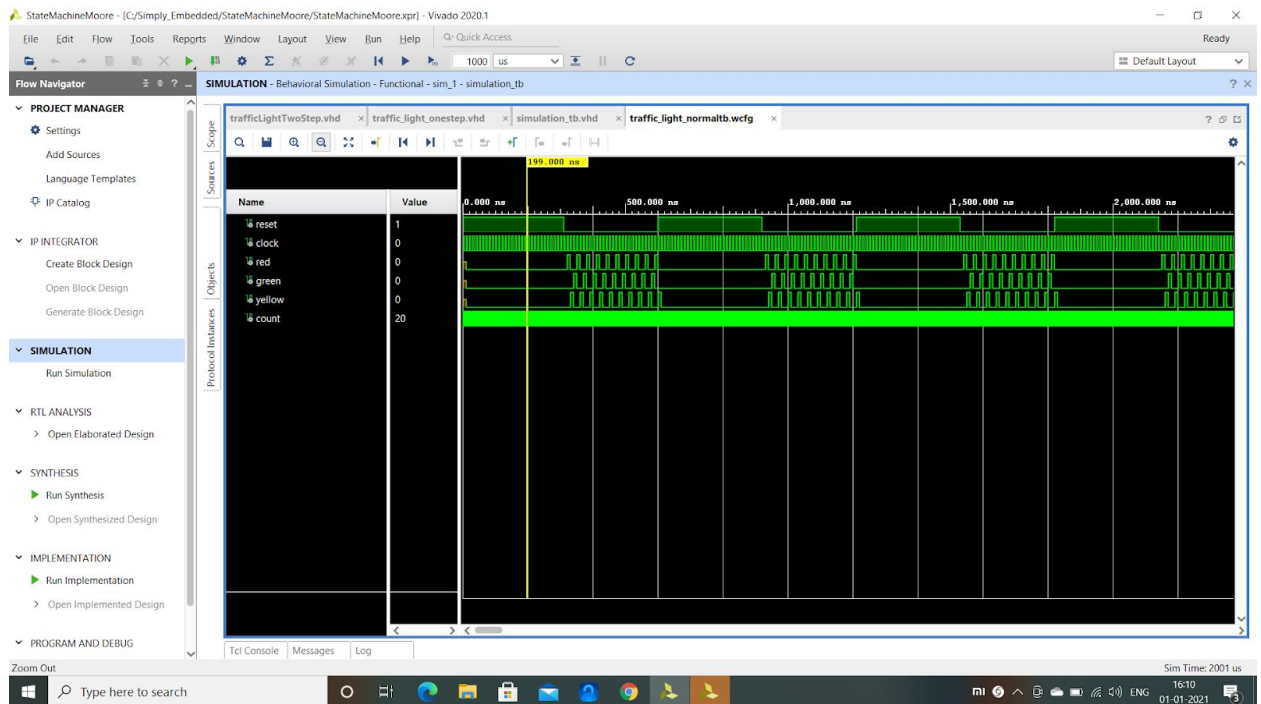 StateMachineMoore - [C:/Simply_Embedded/StateMachineMoore/StateMachineMoore.xpr] - Vivado 2020.1
File Edit Flow Tools Reports Window Layout View Run Help Q- Quick Access Ready
1000 us Default Layout
Flow Navigator SIMULATION - Behavioral Simulation - Functional - sim_1 - simulation_tb
PROJECT MANAGER
Settings
Add Sources
Language Templates
IP Catalog
IP INTEGRATOR
Create Block Design
Open Block Design
Generate Block Design
SIMULATION
Run Simulation
RTL ANALYSIS
Open Elaborated Design
SYNTHESIS
Run Synthesis
Open Synthesized Design
IMPLEMENTATION
Run Implementation
Open Implemented Design
PROGRAM AND DEBUG
Scope
Sources
Objects
Protocol Instances
trafficLightTwoStep.vhd traffic_light_onestep.vhd simulation_tb.vhd traffic_light_normaltb.wcfg
199.000 ns
Name Value 0.000 ns 500.000 ns 1,000.000 ns 1,500.000 ns 2,000.000 ns
reset 1
clock 0
red 0
green 0
yellow 0
count 20
Tcl Console Messages Log
Zoom Out Sim Time: 2001 us
Type here to search ENG 16:10
01-01-2021
3